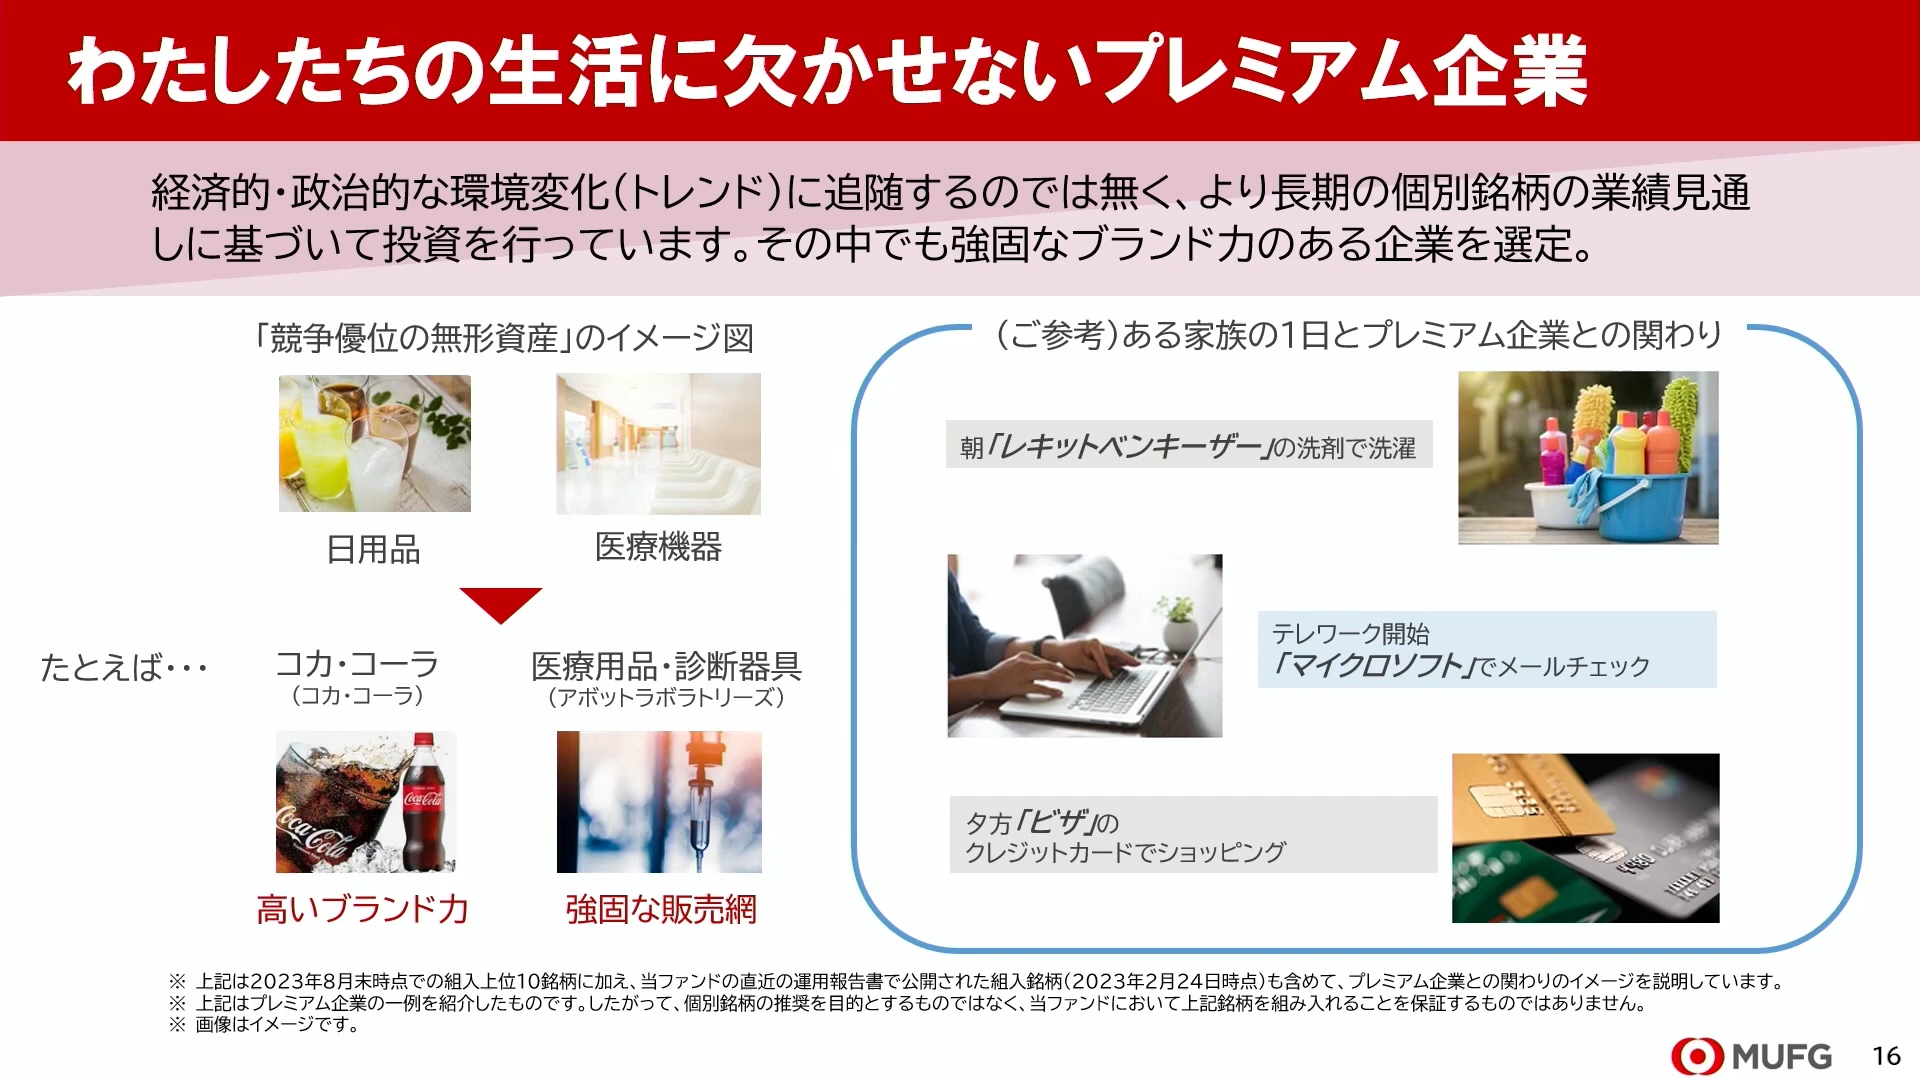 わたしたちの生活に欠かせないプレミアム企業
経済的・政治的な環境変化（トレンド）に追随するのでは無く、より長期の個別銘柄の業績見通
しに基づいて投資を行っています。その中でも強固なブランド力のある企業を選定。
「競争優位の無形資産」のイメージ図
日用品
医療機器
たとえば・・・
コカ・コーラ
（コカ・コーラ）
医療用品・診断器具
（アボットラボラトリーズ）
Coca-Cola
Coca-Cola
高いブランド力
強固な販売網
（ご参考）ある家族の1日とプレミアム企業との関わり
朝「レキットベンキーザー」の洗剤で洗濯
テレワーク開始
「マイクロソフト」でメールチェック
夕方「ビザ」の
クレジットカードでショッピング
※ 上記は2023年8月末時点での組入上位10銘柄に加え、当ファンドの直近の運用報告書で公開された組入銘柄（2023年2月24日時点）も含めて、プレミアム企業との関わりのイメージを説明しています。
※ 上記はプレミアム企業の一例を紹介したものです。したがって、個別銘柄の推奨を目的とするものではなく、当ファンドにおいて上記銘柄を組み入れることを保証するものではありません。
※ 画像はイメージです。
MUFG
16